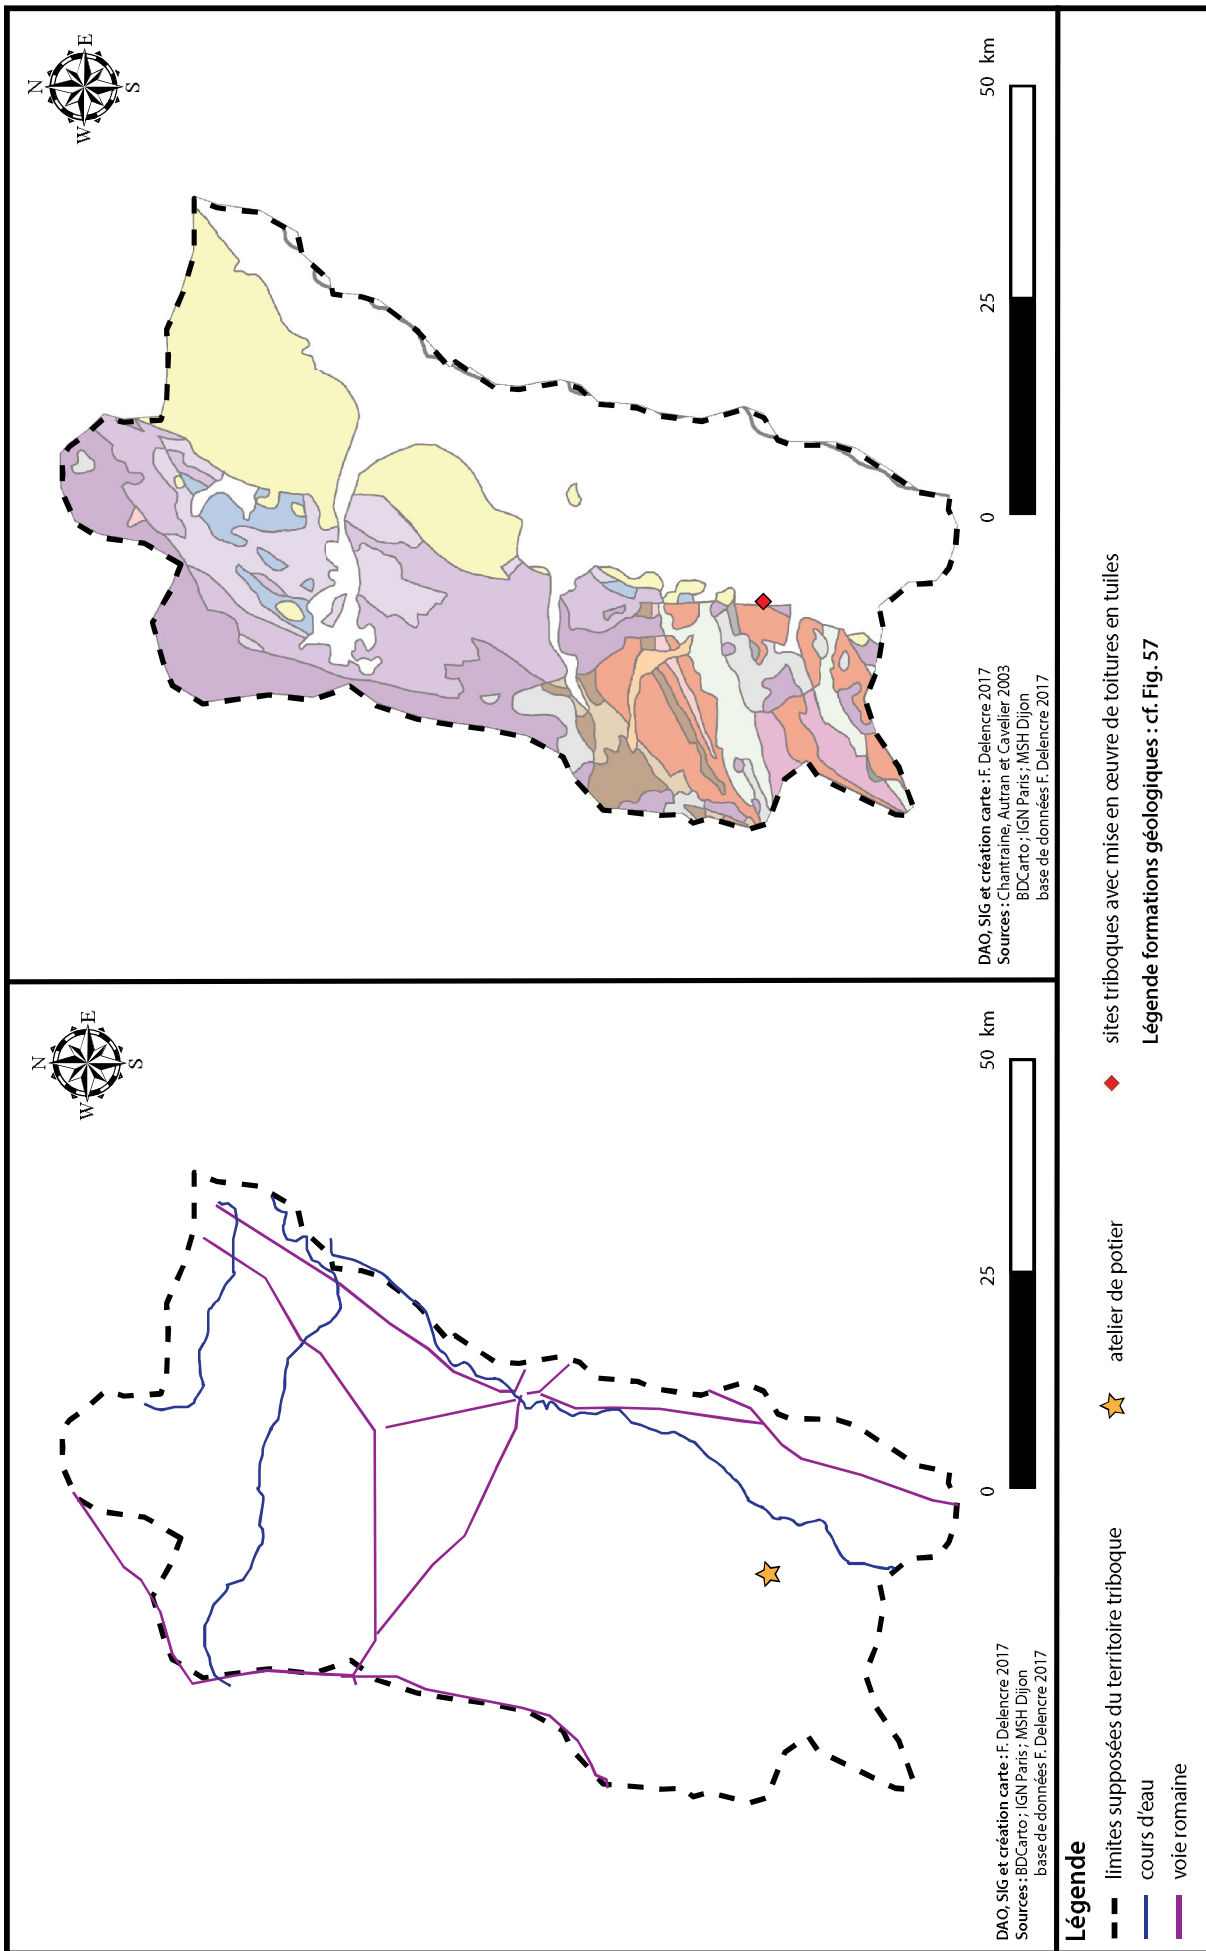 N
W
E
S
50
km
25
0
DAO, SIG et création carte : F. Delencre 2017
Sources : BDCarto ; IGN Paris ; MSH Dijon
base de données F. Delencre 2017
N
W
E
S
50
km
25
0
DAO, SIG et création carte : F. Delencre 2017
Sources : Chantraine, Autran et Cavelier 2003
BDCarto ; IGN Paris ; MSH Dijon
base de données F. Delencre 2017
Légende
limites supposées du territoire triboque
cours d'eau
voie romaine
atelier de potier
sites triboques avec mise en œuvre de toitures en tuiles
Légende formations géologiques : cf. Fig.57